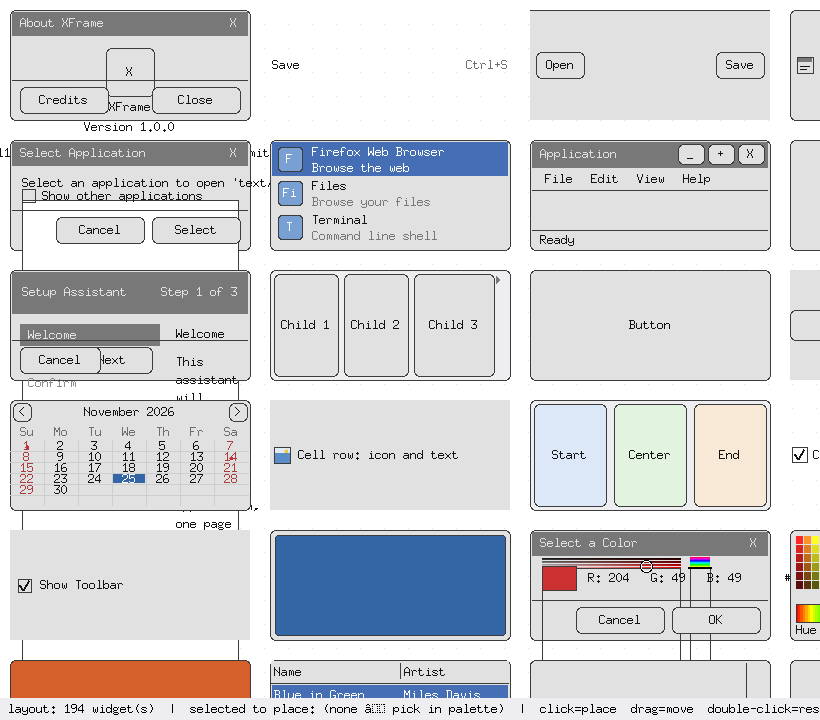 About XFrame X
X
Credits Close
XFrame
Version 1.0.0
Save Ctrl+S
Open Save
Select Application X
Select an application to open 'text/
Show other applications
Cancel Select
F Firefox Web Browser
Browse the web
Fi Files
Browse your files
T Terminal
Command line shell
Application _ + X
File Edit View Help
Ready
Setup Assistant Step 1 of 3
Welcome
Welcome
Cancel Next
This
assistant
will
Confirm
Child 1 Child 2 Child 3
Button
< November 2026 >
Su Mo Tu We Th Fr Sa
1 2 3 4 5 6 7
8 9 10 11 12 13 14
15 16 17 18 19 20 21
22 23 24 25 26 27 28
29 30
one page
Cell row: icon and text
Start Center End
C
Show Toolbar
Select a Color X
R: 204 G: 49 B: 49
Cancel OK
#
Hue
Name Artist
Blue in Green Miles Davis
layout: 194 widget(s) | selected to place: (none pick in palette) | click=place drag=move double-click=res